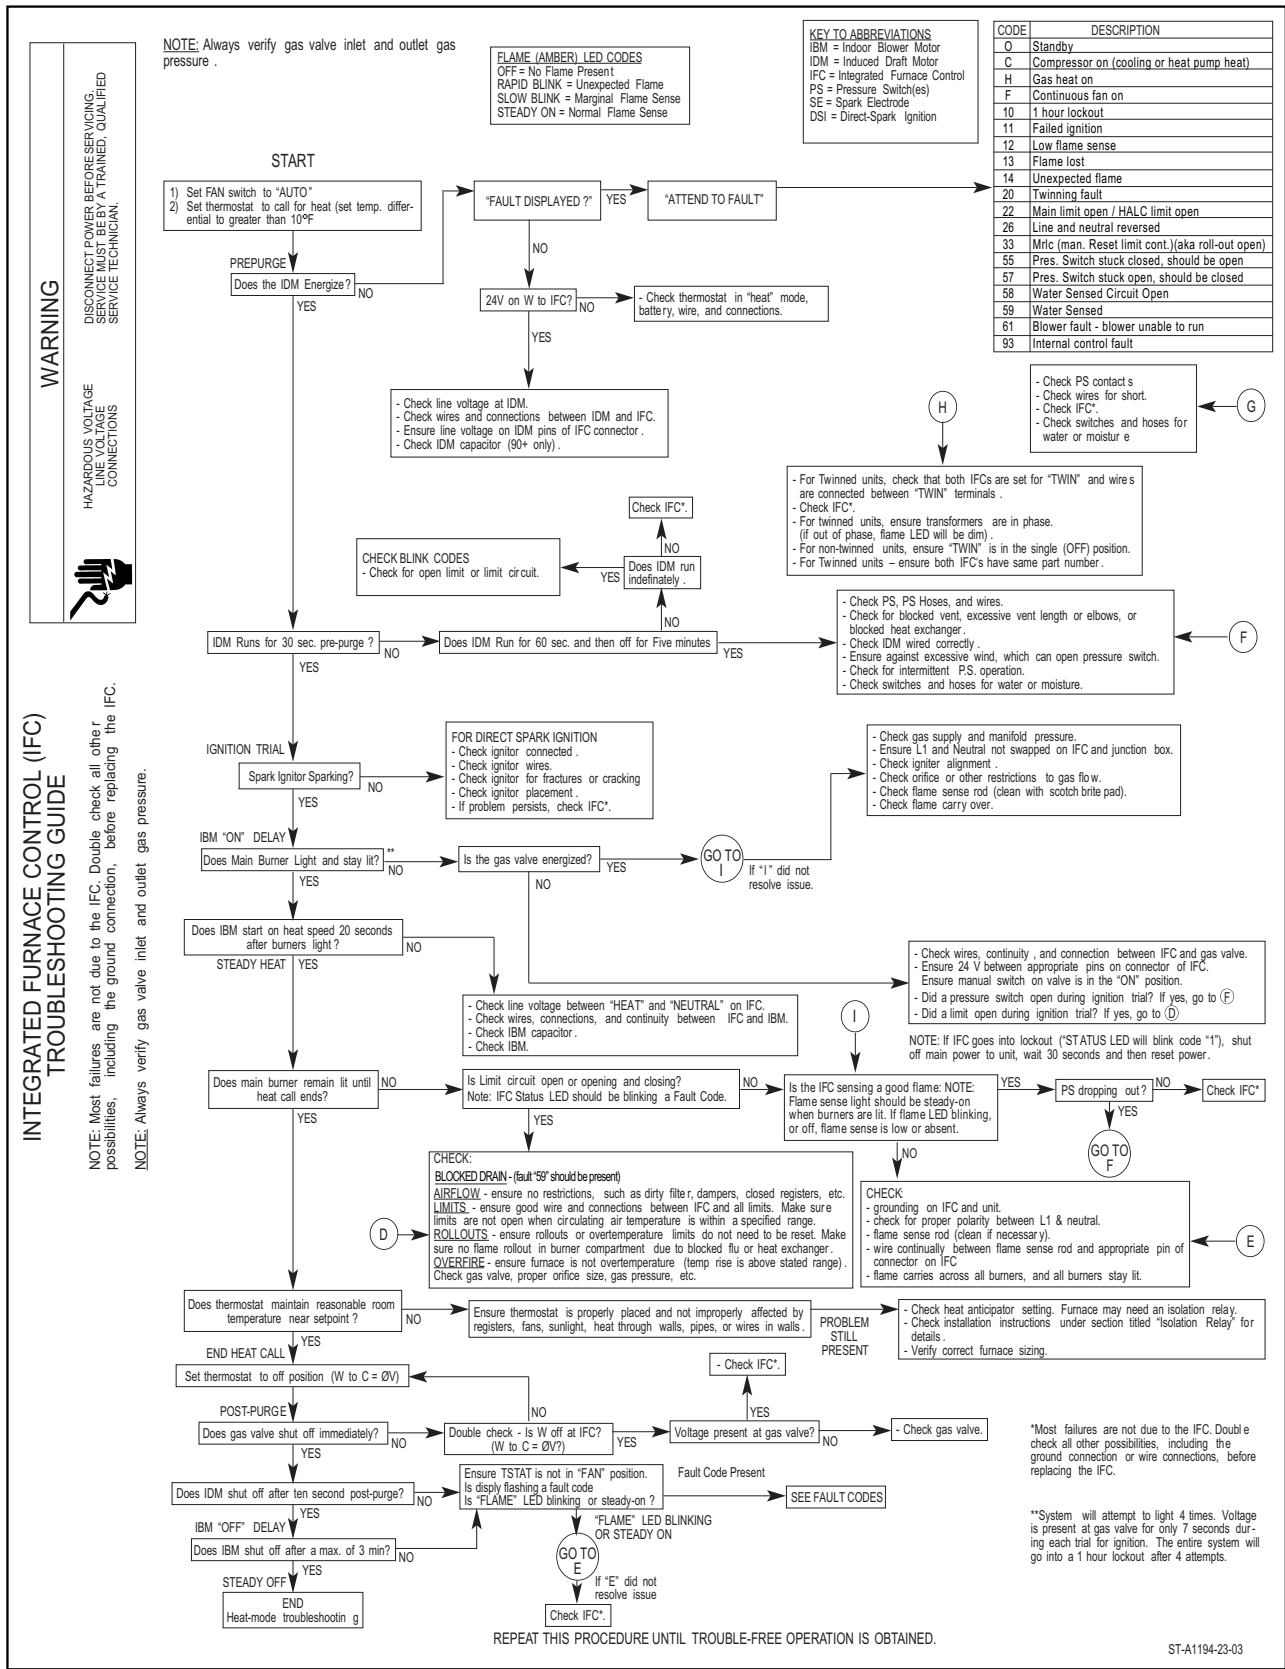 INTEGRATED FURNACE CONTROL (IFC)
TROUBLESHOOTING GUIDE
NOTE: Most failures are not due to the IFC. Double check all other
possibilities, including the ground connection, before replacing the IFC.
NOTE: Always verify gas valve inlet and outlet gas pressure.
WARNING
HAZARDOUS VOLTAGE
LINE VOLTAGE
CONNECTIONS
DISCONNECT POWER BEFORE SERVICING.
SERVICE MUST BE BY A TRAINED, QUALIFIED
SERVICE TECHNICIAN.
NOTE: Always verify gas valve inlet and outlet gas
pressure .
FLAME (AMBER) LED CODES
OFF = No Flame Present
RAPID BLINK = Unexpected Flame
SLOW BLINK = Marginal Flame Sense
STEADY ON = Normal Flame Sense
KEY TO ABBREVIATIONS
IBM = Indoor Blower Motor
IDM = Induced Draft Motor
IFC = Integrated Furnace Control
PS = Pressure Switch(es)
SE = Spark Electrode
DSI = Direct-Spark Ignition
CODE DESCRIPTION
O Standby
C Compressor on (cooling or heat pump heat)
H Gas heat on
F Continuous fan on
10 1 hour lockout
11 Failed ignition
12 Low flame sense
13 Flame lost
14 Unexpected flame
20 Twinning fault
22 Main limit open / HALC limit open
26 Line and neutral reversed
33 Mrlc (man. Reset limit cont.)(aka roll-out open)
55 Pres. Switch stuck closed, should be open
57 Pres. Switch stuck open, should be closed
58 Water Sensed Circuit Open
59 Water Sensed
61 Blower fault - blower unable to run
93 Internal control fault
START
1) Set FAN switch to “AUTO”
2) Set thermostat to call for heat (set temp. differ-
ential to greater than 10°F
“FAULT DISPLAYED ?”
YES
“ATTEND TO FAULT”
NO
PREPURGE
Does the IDM Energize?
NO
YES
24V on W to IFC?
NO
- Check thermostat in “heat” mode,
battery, wire, and connections.
YES
- Check line voltage at IDM.
- Check wires and connections between IDM and IFC.
- Ensure line voltage on IDM pins of IFC connector .
- Check IDM capacitor (90+ only) .
- Check PS contact s
- Check wires for short.
- Check IFC*.
- Check switches and hoses for
water or moistur e
G
H
- For Twinned units, check that both IFCs are set for “TWIN” and wire s
are connected between “TWIN” terminals .
- Check IFC*.
- For twinned units, ensure transformers are in phase.
(if out of phase, flame LED will be dim) .
- For non-twinned units, ensure “TWIN” is in the single (OFF) position.
- For Twinned units – ensure both IFC's have same part number .
Check IFC*.
NO
CHECK BLINK CODES
- Check for open limit or limit circuit.
YES
Does IDM run
indefinately .
NO
IDM Runs for 30 sec. pre-purge ?
NO
Does IDM Run for 60 sec. and then off for Five minutes
YES
- Check PS, PS Hoses, and wires.
- Check for blocked vent, excessive vent length or elbows, or
blocked heat exchanger .
- Check IDM wired correctly .
- Ensure against excessive wind, which can open pressure switch.
- Check for intermittent P.S. operation.
- Check switches and hoses for water or moisture.
F
YES
IGNITION TRIAL
Spark Ignitor Sparking?
NO
FOR DIRECT SPARK IGNITION
- Check ignitor connected .
- Check ignitor wires.
- Check ignitor for fractures or cracking
- Check ignitor placement .
- If problem persists, check IFC*.
- Check gas supply and manifold pressure.
- Ensure L1 and Neutral not swapped on IFC and junction box.
- Check igniter alignment .
- Check orifice or other restrictions to gas flow.
- Check flame sense rod (clean with scotch brite pad).
- Check flame carry over.
YES
IBM “ON” DELAY
Does Main Burner Light and stay lit?
**
NO
Is the gas valve energized?
YES
GO TO
I
If “I” did not
resolve issue.
YES
NO
Does IBM start on heat speed 20 seconds
after burners light ?
NO
- Check wires, continuity , and connection between IFC and gas valve.
- Ensure 24 V between appropriate pins on connector of IFC.
Ensure manual switch on valve is in the “ON” position.
- Did a pressure switch open during ignition trial? If yes, go to F
- Did a limit open during ignition trial? If yes, go to D
STEADY HEAT
YES
- Check line voltage between “HEAT” and “NEUTRAL” on IFC.
- Check wires, connections, and continuity between IFC and IBM.
- Check IBM capacitor .
- Check IBM.
I
NOTE: If IFC goes into lockout (“STATUS LED will blink code “1”), shut
off main power to unit, wait 30 seconds and then reset power .
Does main burner remain lit until
heat call ends?
NO
Is Limit circuit open or opening and closing?
Note: IFC Status LED should be blinking a Fault Code.
NO
Is the IFC sensing a good flame: NOTE:
Flame sense light should be steady-on
when burners are lit. If flame LED blinking,
or off, flame sense is low or absent.
YES
PS dropping out ?
NO
Check IFC*
YES
YES
YES
GO TO
F
NO
CHECK:
BLOCKED DRAIN - (fault “59” should be present)
AIRFLOW - ensure no restrictions, such as dirty filter, dampers, closed registers, etc.
LIMITS - ensure good wire and connections between IFC and all limits. Make sure
limits are not open when circulating air temperature is within a specified range.
ROLLOUTS - ensure rollouts or overtemperature limits do not need to be reset. Make
sure no flame rollout in burner compartment due to blocked flu or heat exchanger .
OVERFIRE - ensure furnace is not overtemperature (temp rise is above stated range) .
Check gas valve, proper orifice size, gas pressure, etc.
D
CHECK:
- grounding on IFC and unit.
- check for proper polarity between L1 & neutral.
- flame sense rod (clean if necessary).
- wire continually between flame sense rod and appropriate pin of
connector on IFC
- flame carries across all burners, and all burners stay lit.
E
Does thermostat maintain reasonable room
temperature near setpoint ?
NO
Ensure thermostat is properly placed and not improperly affected by
registers, fans, sunlight, heat through walls, pipes, or wires in walls .
PROBLEM
STILL
PRESENT
- Check heat anticipator setting. Furnace may need an isolation relay.
- Check installation instructions under section titled “Isolation Relay” for
details .
- Verify correct furnace sizing.
YES
END HEAT CALL
Set thermostat to off position (W to C = ØV)
- Check IFC*.
POST-PURGE
YES
NO
YES
Does gas valve shut off immediately?
NO
Double check - Is W off at IFC?
(W to C = ØV?)
YES
Voltage present at gas valve?
NO
- Check gas valve.
YES
*Most failures are not due to the IFC. Double
check all other possibilities, including the
ground connection or wire connections, before
replacing the IFC.
Does IDM shut off after ten second post-purge?
NO
Ensure TSTAT is not in “FAN” position.
Is disply flashing a fault code
Is “FLAME” LED blinking or steady-on ?
Fault Code Present
SEE FAULT CODES
YES
IBM “OFF” DELAY
Does IBM shut off after a max. of 3 min?
NO
“FLAME” LED BLINKING
OR STEADY ON
GO TO
E
If “E” did not
resolve issue
Check IFC*.
**System will attempt to light 4 times. Voltage
is present at gas valve for only 7 seconds dur-
ing each trial for ignition. The entire system will
go into a 1 hour lockout after 4 attempts.
YES
STEADY OFF
END
Heat-mode troubleshootin g
REPEAT THIS PROCEDURE UNTIL TROUBLE-FREE OPERATION IS OBTAINED.
ST-A1194-23-03